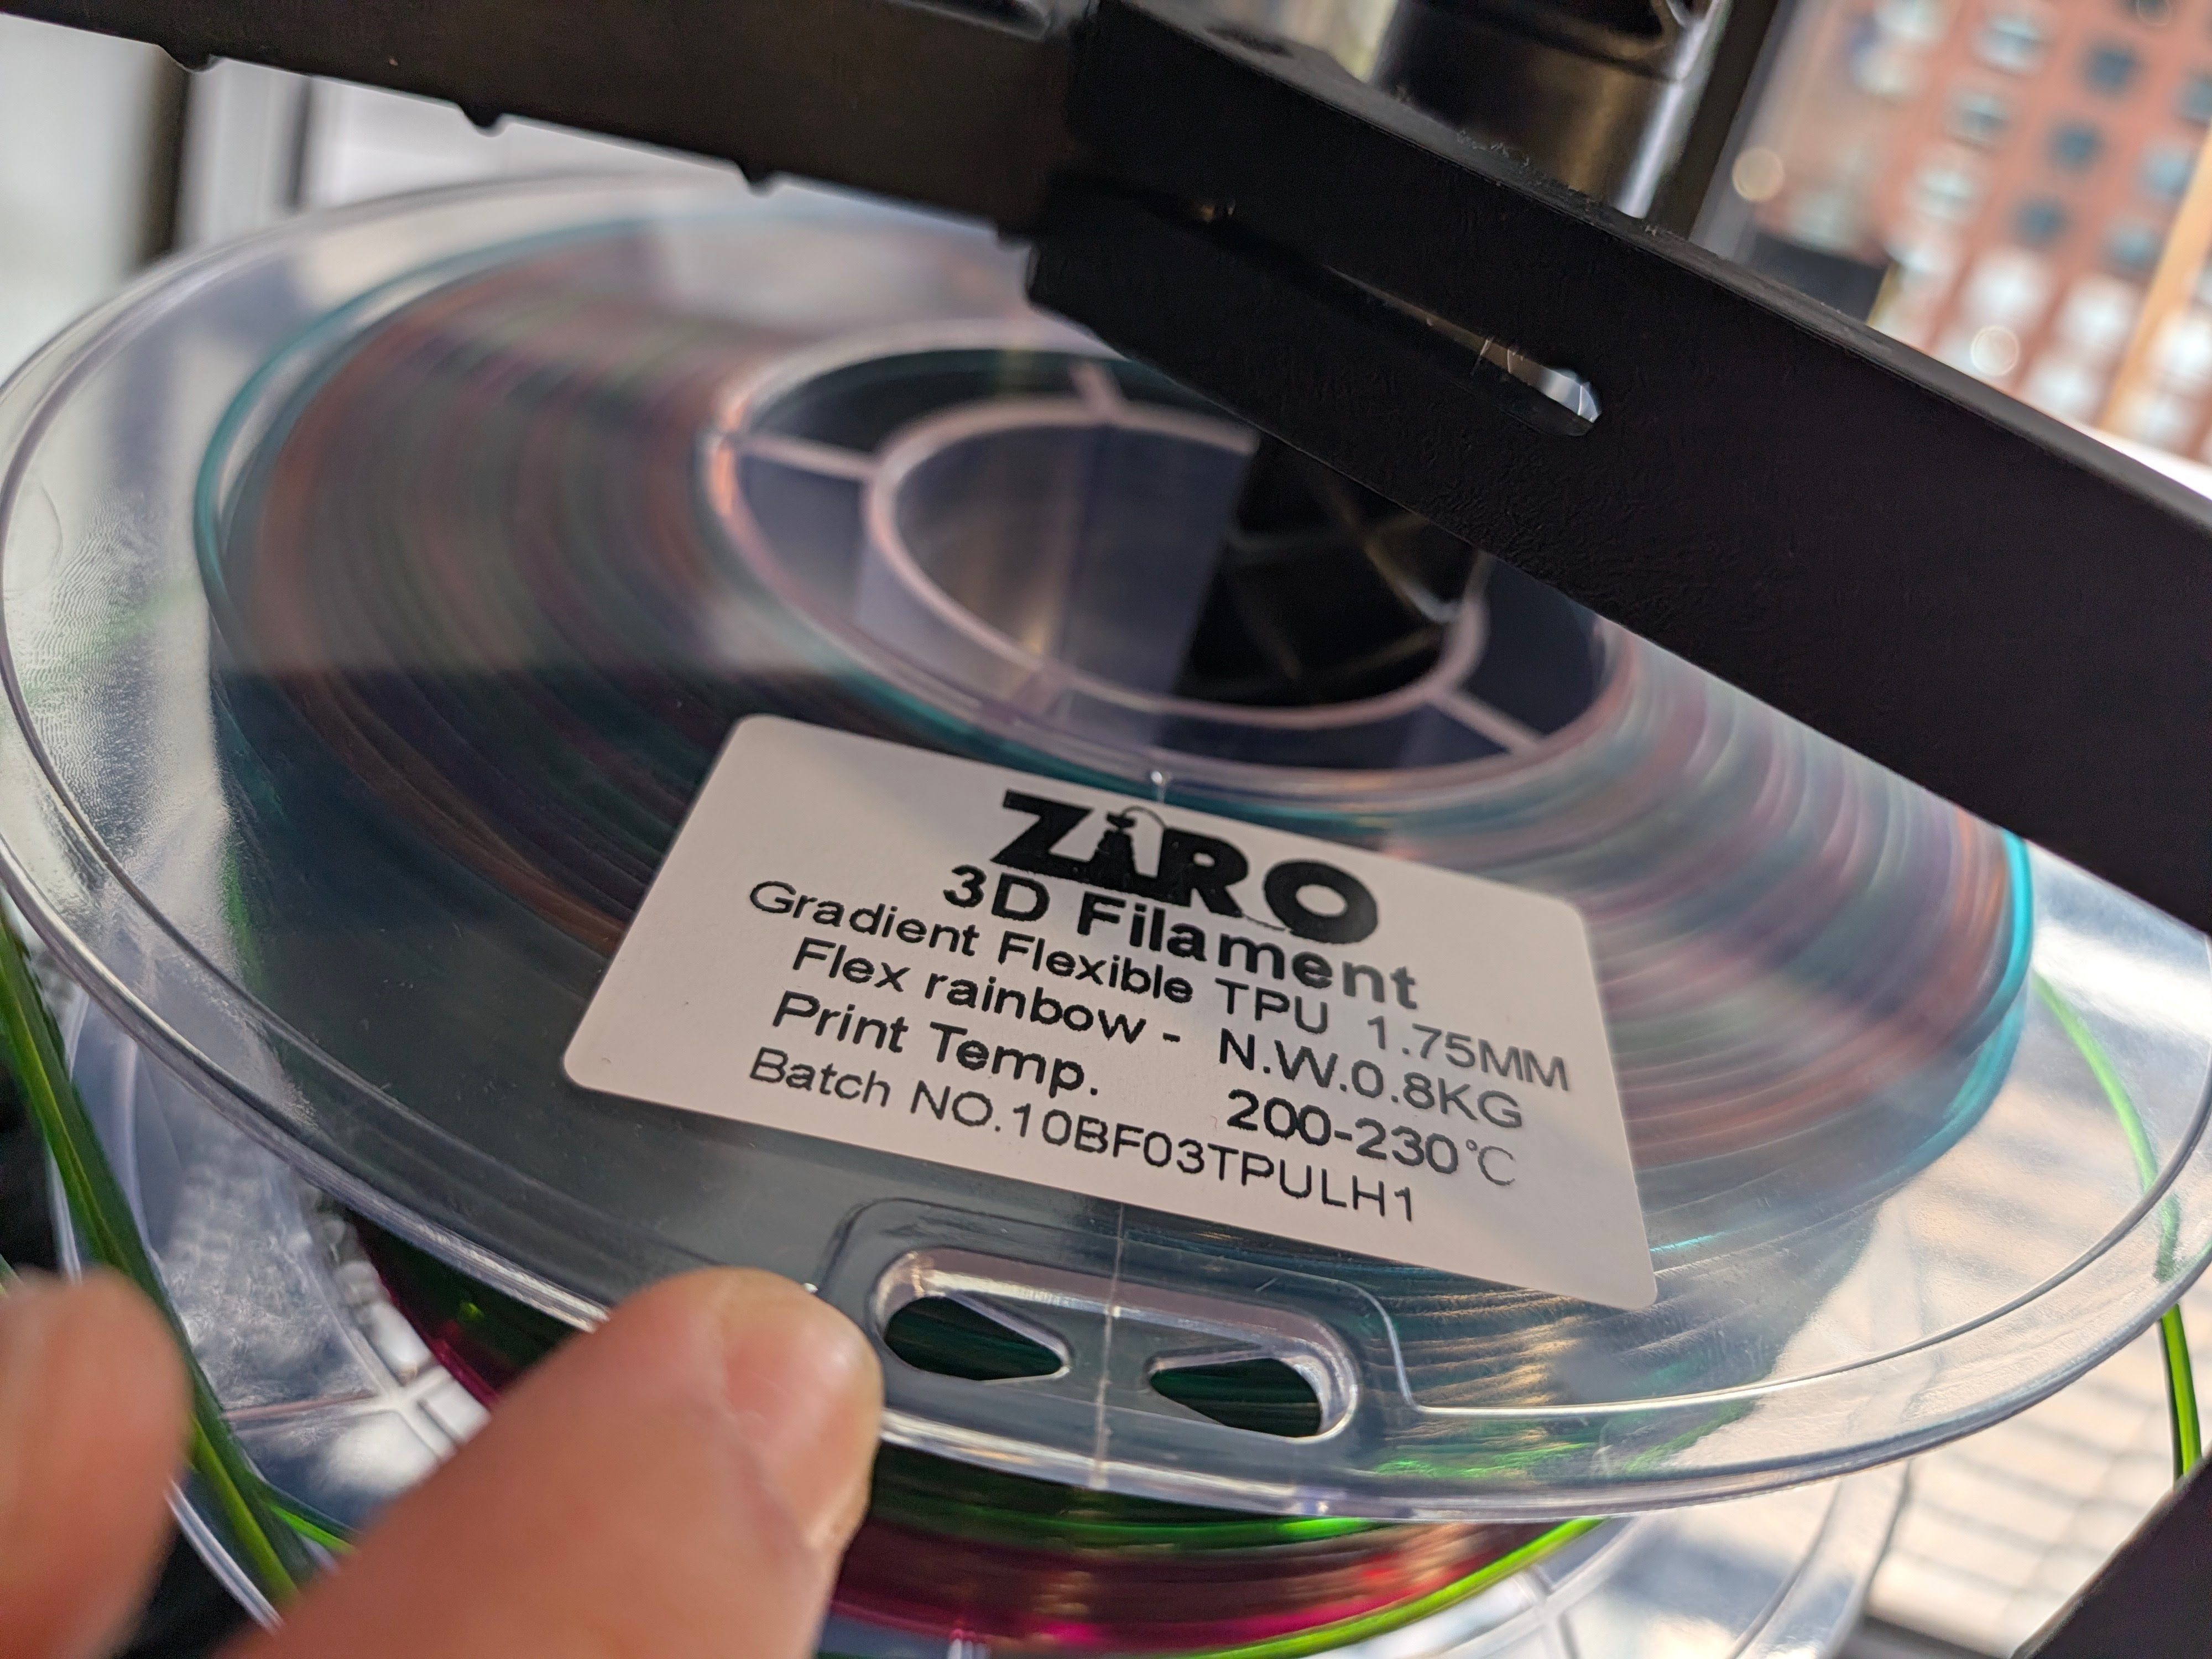 ZIRO
3D Filament
Gradient Flexible TPU 1.75MM
Flex rainbow - N.W.0.8KG
Print Temp. 200-230℃
Batch NO.10BF03TPULH1